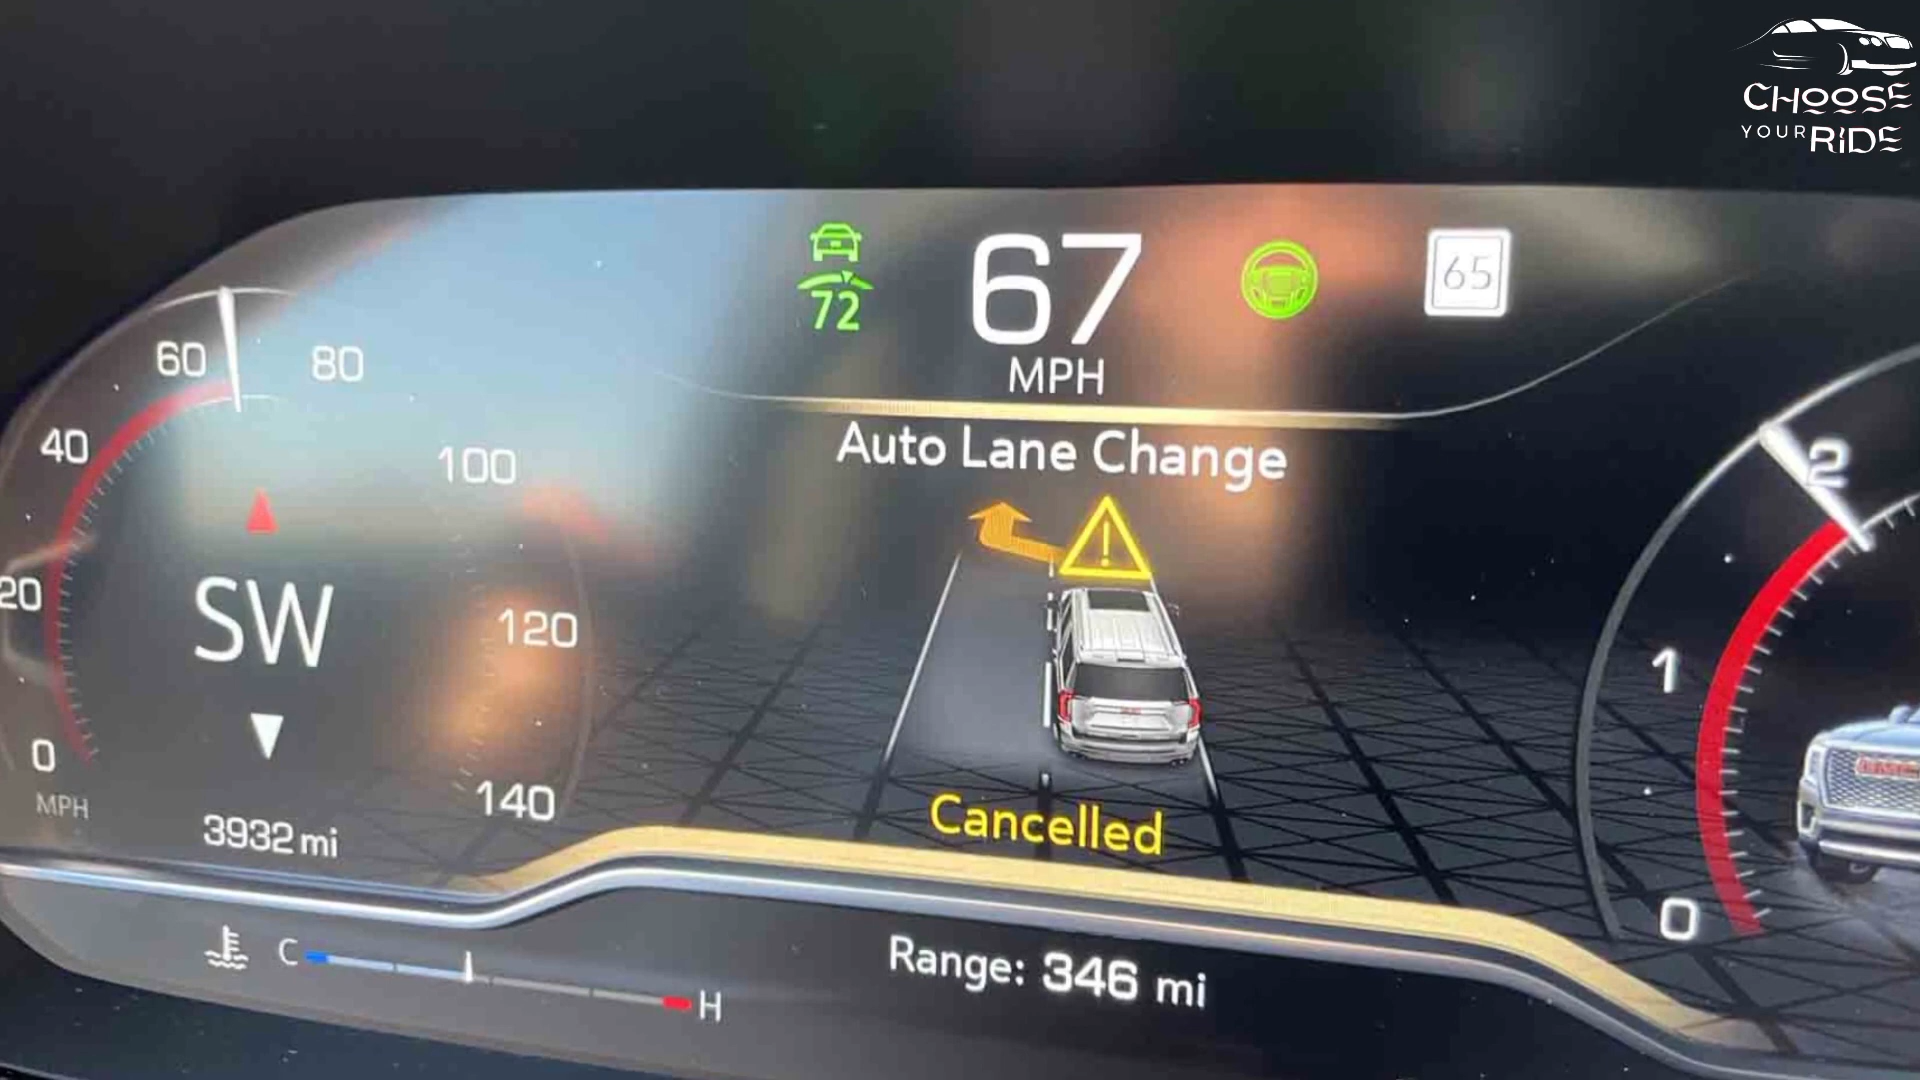 CHOOSE
YOUR RIDE
72
67
MPH
65
Auto Lane Change
60
80
40
100
20
SW
120
0
MPH
140
3932 mi
Cancelled
2
1
0
GMC
C
H
Range: 346 mi